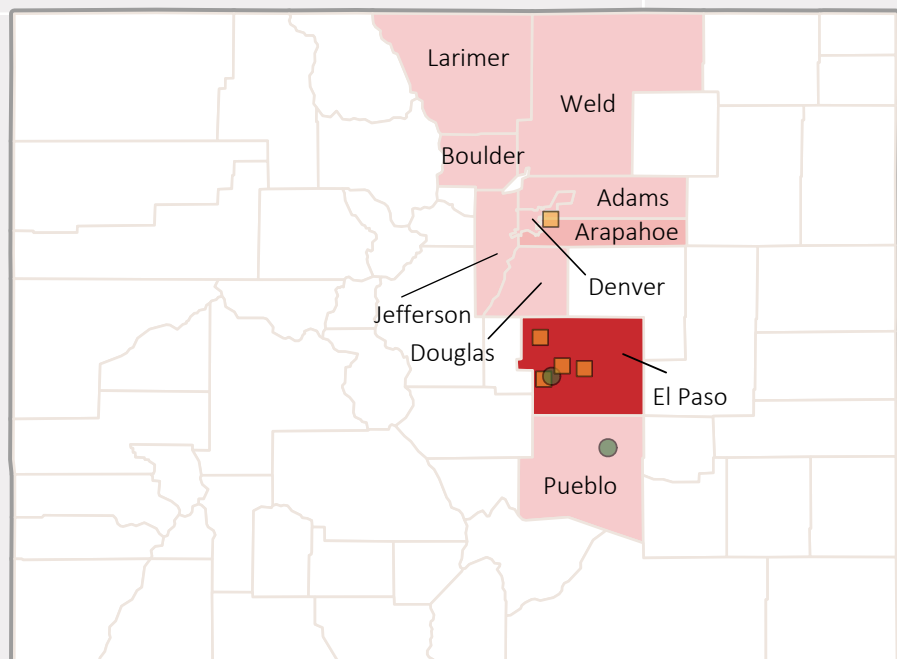 Larimer
Weld
Boulder
Adams
Arapahoe
Denver
Jefferson
Douglas
El Paso
Pueblo